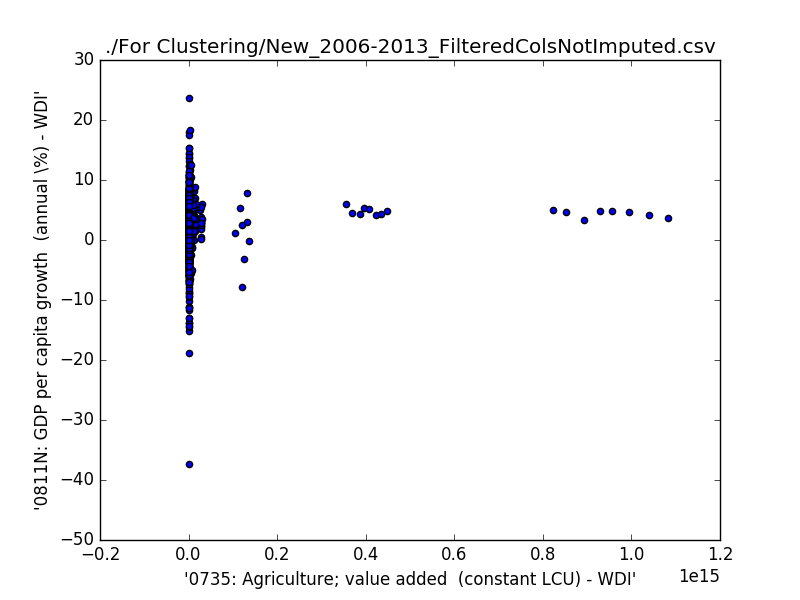 ./For Clustering/New_2006-2013_FilteredColsNotImputed.csv
30
20
10
0
−10
−20
−30
−40
−50
'0811N: GDP per capita growth  (annual \%) - WDI'
−0.2 0.0 0.2 0.4 0.6 0.8 1.0 1.2
1e15
'0735: Agriculture; value added  (constant LCU) - WDI'